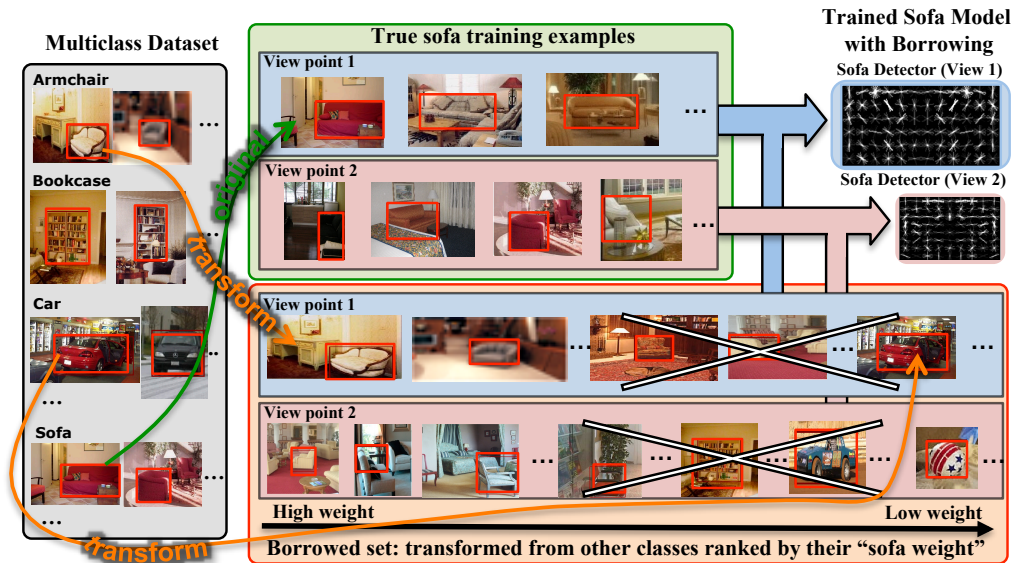 Multiclass Dataset
Armchair
...
Bookcase
Car
..
...
Sofa
...
...
original
transform
transform
True sofa training examples
View point 1
...
View point 2
...
Trained Sofa Model
with Borrowing
Sofa Detector (View 1)
Sofa Detector (View 2)
View point 1
... ... ...
View point 2
... ... ... ...
High weight
Low weight
Borrowed set: transformed from other classes ranked by their “sofa weight”